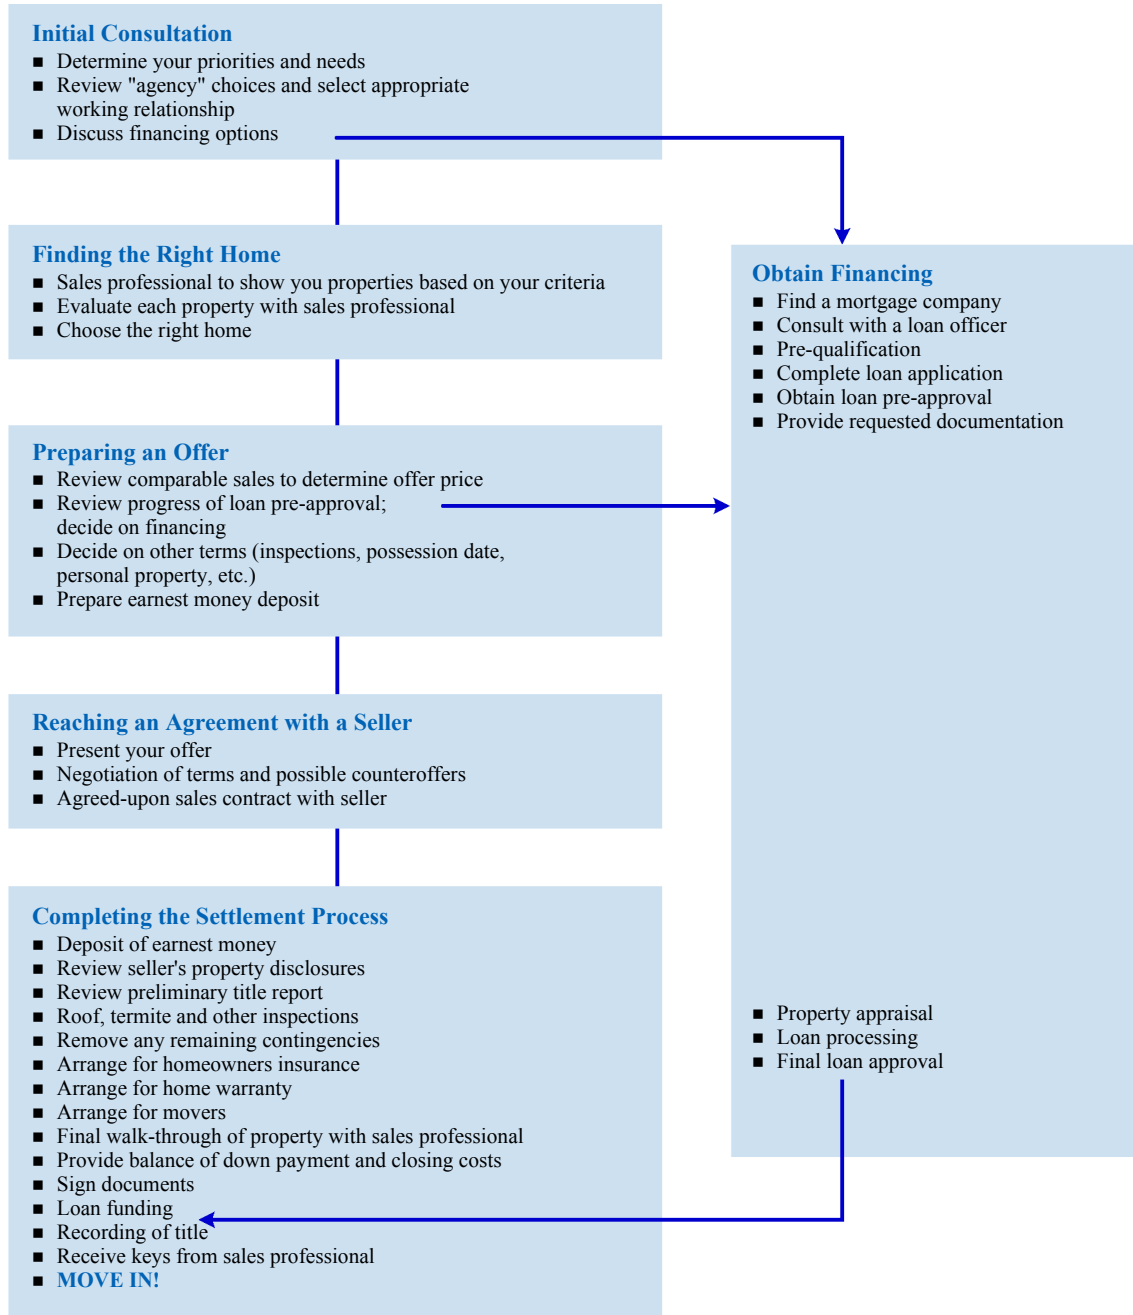 Initial Consultation
■ Determine your priorities and needs
■ Review "agency" choices and select appropriate
working relationship
■ Discuss financing options
Finding the Right Home
■ Sales professional to show you properties based on your criteria
■ Evaluate each property with sales professional
■ Choose the right home
Preparing an Offer
■ Review comparable sales to determine offer price
■ Review progress of loan pre-approval;
decide on financing
■ Decide on other terms (inspections, possession date,
personal property, etc.)
■ Prepare earnest money deposit
Reaching an Agreement with a Seller
■ Present your offer
■ Negotiation of terms and possible counteroffers
■ Agreed-upon sales contract with seller
Completing the Settlement Process
■ Deposit of earnest money
■ Review seller's property disclosures
■ Review preliminary title report
■ Roof, termite and other inspections
■ Remove any remaining contingencies
■ Arrange for homeowners insurance
■ Arrange for home warranty
■ Arrange for movers
■ Final walk-through of property with sales professional
■ Provide balance of down payment and closing costs
■ Sign documents
■ Loan funding
■ Recording of title
■ Receive keys from sales professional
■ MOVE IN!
Obtain Financing
■ Find a mortgage company
■ Consult with a loan officer
■ Pre-qualification
■ Complete loan application
■ Obtain loan pre-approval
■ Provide requested documentation
■ Property appraisal
■ Loan processing
■ Final loan approval